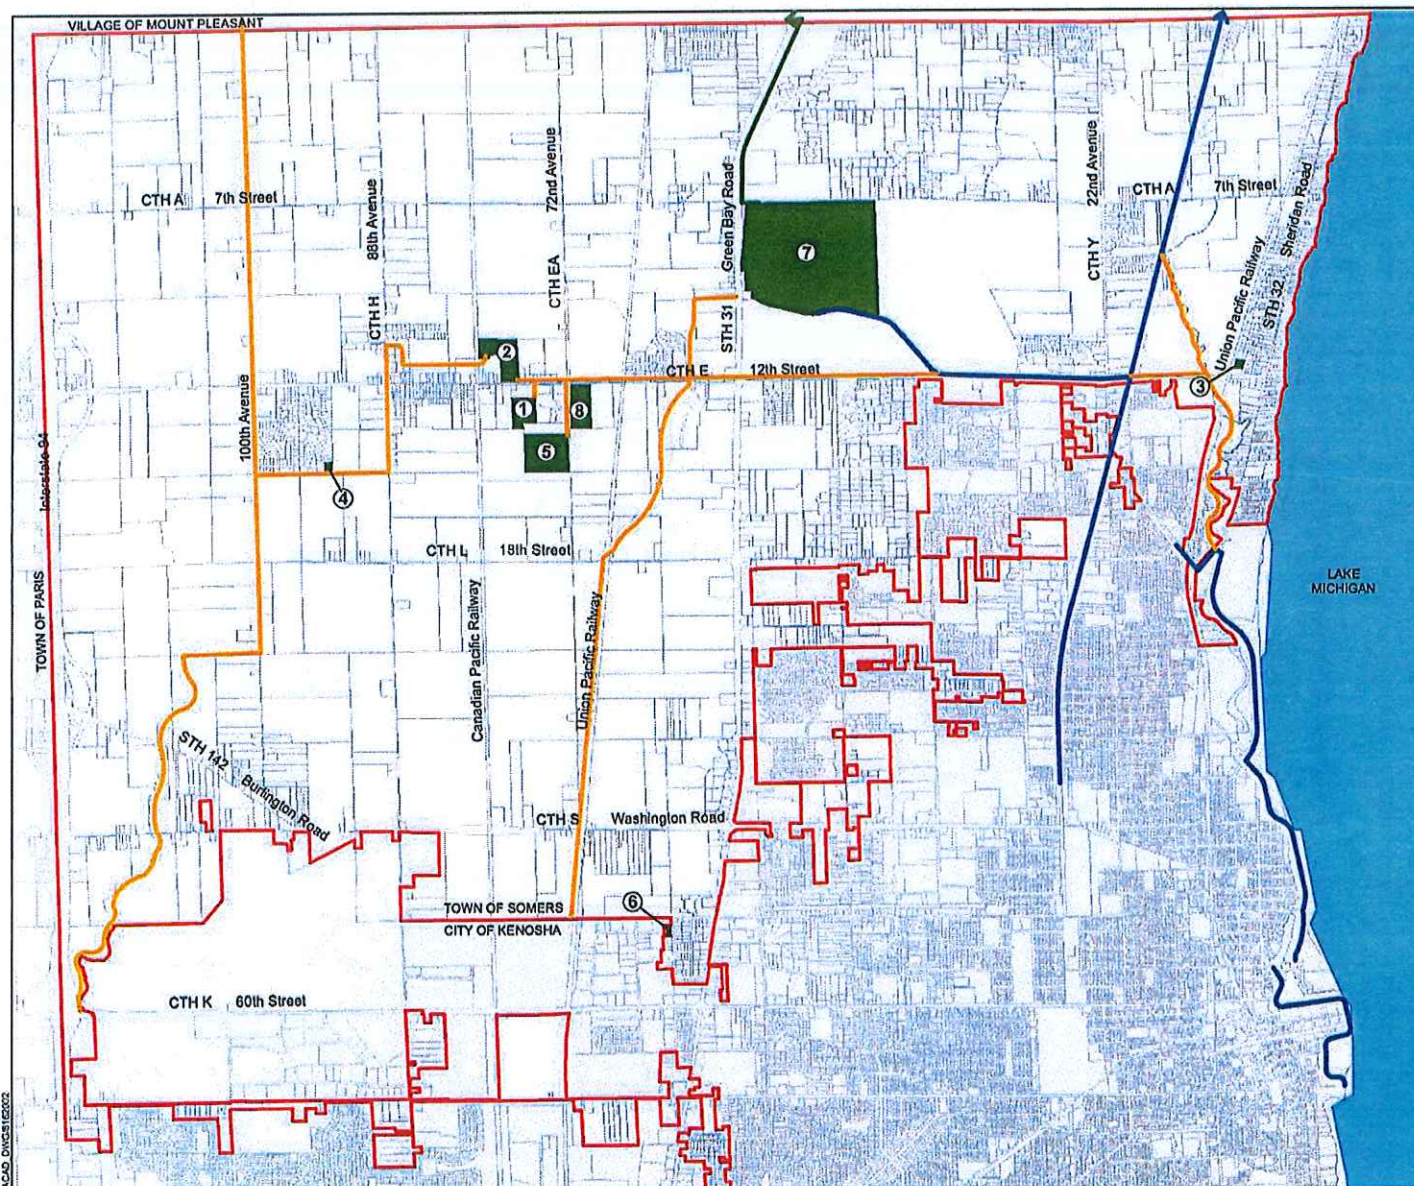 VILLAGE OF MOUNT PLEASANT
CTH A 7th Street
88th Avenue
CTH H
72nd Avenue
CTH EA
Green Bay Road
STH 31
22nd Avenue
CTH Y
CTH A 7th Street
Union Pacific Railway
STH 32 Sheridan Road
7
2
CTH E 12th Street
3
1
8
5
4
100th Avenue
Interstate 94
TOWN OF PARIS
CTH L 18th Street
LAKE
MICHIGAN
Canadian Pacific Railway
Union Pacific Railway
STH 142 Burlington Road
CTH S Washington Road
6
TOWN OF SOMERS
CITY OF KENOSHA
CTH K 60th Street